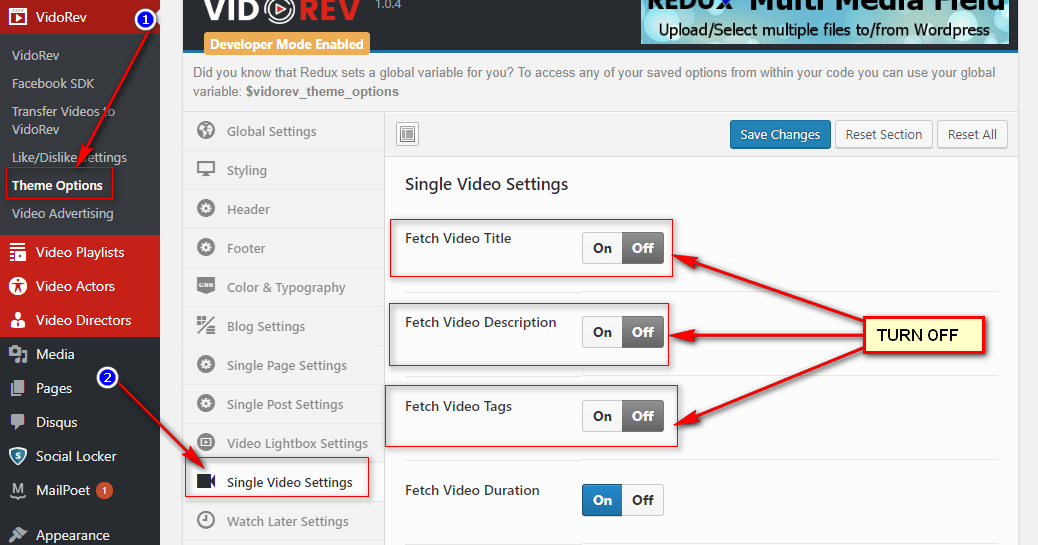 VidoRev
1
VIDOREV
1.0.4
REDUX Multi Media Field
Upload/Select multiple files to/from Wordpress
Developer Mode Enabled
VidoRev
Facebook SDK
Transfer Videos to
VidoRev
Like/Dislike Settings
Theme Options
Video Advertising
Video Playlists
Video Actors
Video Directors
Media
Pages
2
Disqus
Social Locker
MailPoet
1
Appearance
Did you know that Redux sets a global variable for you? To access any of your saved options from within your code you can use your global
variable: $vidorev_theme_options
Global Settings
Styling
Header
Footer
CSS
Color & Typography
Blog Settings
Single Page Settings
Single Post Settings
Video Lightbox Settings
Single Video Settings
Watch Later Settings
Save Changes
Reset Section
Reset All
Single Video Settings
Fetch Video Title
On
Off
Fetch Video Description
On
Off
TURN OFF
Fetch Video Tags
On
Off
Fetch Video Duration
On
Off